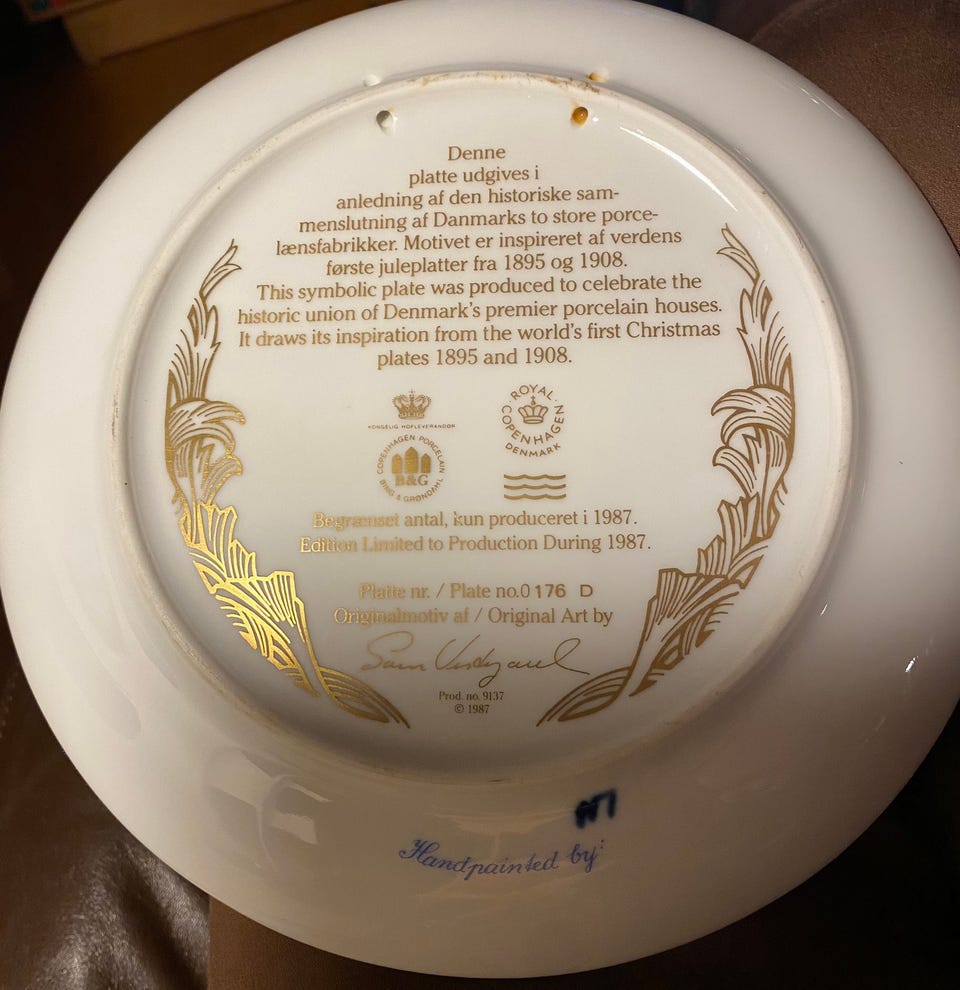 Denne
platte udgives i
anledning af den historiske sam-
menslutning af Danmarks to store porce-
lænsfabrikker. Motivet er inspireret af verdens
første juleplatter fra 1895 og 1908.
This symbolic plate was produced to celebrate the
historic union of Denmark's premier porcelain houses.
It draws its inspiration from the world's first Christmas
plates 1895 and 1908.
KONGELIG HOFLEVERANDØR
COPENHAGEN PORCELAIN
B&G
BING & GRØNDAHL
ROYAL
COPENHAGEN
DENMARK
Begrænset antal, kun produceret i 1987.
Edition Limited to Production During 1987.
Platte nr. / Plate no.0176 D
Originalmotiv af / Original Art by
Prod. no. 9137
© 1987
Handpainted by: